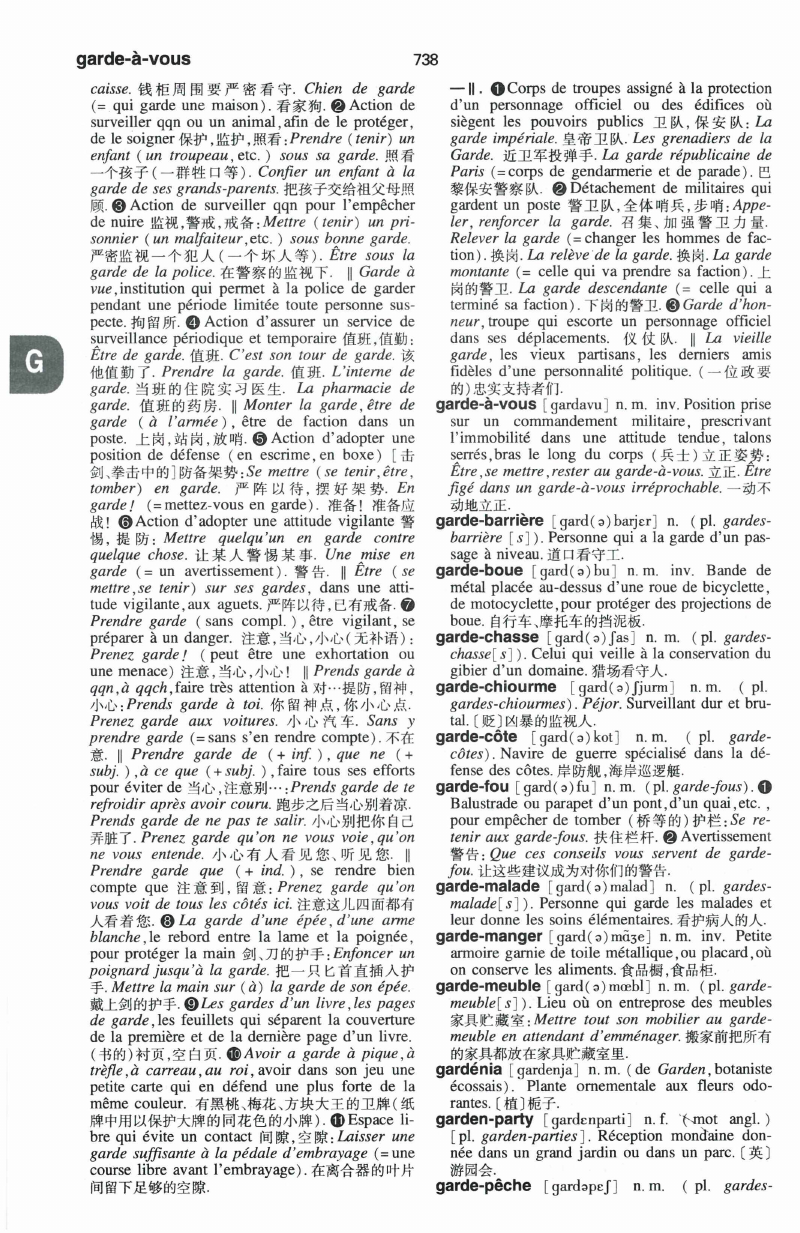 garde-à-vous
738
caisse. 钱柜周围要严密看守. Chien de garde
(= qui garde une maison). 看家狗. ❷ Action de
surveiller qqn ou un animal, afin de le protéger,
de le soigner 保护,监护,照看:Prendre (tenir) un
enfant (un troupeau, etc.) sous sa garde. 照看
一个孩子(一群牲口等). Confier un enfant à la
garde de ses grands-parents. 把孩子交给祖父母照
顾. ❸ Action de surveiller qqn pour l'empêcher
de nuire 监视,警戒,戒备:Mettre (tenir) un pri-
sonnier (un malfaiteur, etc.) sous bonne garde.
严密监视一个犯人(一个坏人等). Être sous la
garde de la police. 在警察的监视下. ‖ Garde à
vue, institution qui permet à la police de garder
pendant une période limitée toute personne sus-
pecte. 拘留所. ❹ Action d'assurer un service de
surveillance périodique et temporaire 值班,值勤:
Être de garde. 值班. C'est son tour de garde. 该
他值勤了. Prendre la garde. 值班. L'interne de
garde. 当班的住院实习医生. La pharmacie de
garde. 值班的药房. ‖ Monter la garde, être de
garde (à l'armée), être de faction dans un
poste. 上岗,站岗,放哨. ❺ Action d'adopter une
position de défense (en escrime, en boxe) [击
剑、拳击中的]防备架势:Se mettre (se tenir, être,
tomber) en garde. 严阵以待, 摆好架势. En
garde! (=mettez-vous en garde). 准备! 准备应
战! ❻ Action d'adopter une attitude vigilante 警
惕, 提防: Mettre quelqu'un en garde contre
quelque chose. 让某人警惕某事. Une mise en
garde (= un avertissement). 警告. ‖ Être (se
mettre, se tenir) sur ses gardes, dans une atti-
tude vigilante, aux aguets. 严阵以待,已有戒备. ❼
Prendre garde (sans compl.), être vigilant, se
préparer à un danger. 注意,当心,小心(无补语):
Prenez garde! (peut être une exhortation ou
une menace) 注意,当心,小心! ‖ Prends garde à
qqn, à qqch, faire très attention à 对…提防,留神,
小心:Prends garde à toi. 你留神点,你小心点.
Prenez garde aux voitures. 小心汽车. Sans y
prendre garde (=sans s'en rendre compte). 不在
意. ‖ Prendre garde de (+ inf.), que ne (+
subj.), à ce que (+subj.), faire tous ses efforts
pour éviter de 当心,注意别…:Prends garde de te
refroidir après avoir couru. 跑步之后当心别着凉.
Prends garde de ne pas te salir. 小心别把你自己
弄脏了. Prenez garde qu'on ne vous voie, qu'on
ne vous entende. 小心有人看见您、听见您. ‖
Prendre garde que (+ ind.), se rendre bien
compte que 注意到,留意: Prenez garde qu'on
vous voit de tous les côtés ici. 注意这儿四面都有
人看着您. ❽ La garde d'une épée, d'une arme
blanche, le rebord entre la lame et la poignée,
pour protéger la main 剑、刀的护手:Enfoncer un
poignard jusqu'à la garde. 把一只匕首直插入护
手. Mettre la main sur (à) la garde de son épée.
戴上剑的护手. ❾ Les gardes d'un livre, les pages
de garde, les feuillets qui séparent la couverture
de la première et de la dernière page d'un livre.
(书的)衬页,空白页. ❿ Avoir a garde à pique, à
trèfle, à carreau, au roi, avoir dans son jeu une
petite carte qui en défend une plus forte de la
même couleur. 有黑桃、梅花、方块大王的卫牌(纸
牌中用以保护大牌的同花色的小牌). ⓫ Espace li-
bre qui évite un contact 间隙,空隙:Laisser une
garde suffisante à la pédale d'embrayage (=une
course libre avant l'embrayage). 在离合器的叶片
间留下足够的空隙.
G
—‖. ❶Corps de troupes assigné à la protection
d'un personnage officiel ou des édifices où
siègent les pouvoirs publics 卫队, 保安队: La
garde impériale. 皇帝卫队. Les grenadiers de la
Garde. 近卫军投弹手. La garde républicaine de
Paris (=corps de gendarmerie et de parade). 巴
黎保安警察队. ❷ Détachement de militaires qui
gardent un poste 警卫队,全体哨兵,步哨:Appe-
ler, renforcer la garde. 召集、加强警卫力量.
Relever la garde (=changer les hommes de fac-
tion). 换岗. La relève de la garde. 换岗. La garde
montante (= celle qui va prendre sa faction). 上
岗的警卫. La garde descendante (= celle qui a
terminé sa faction). 下岗的警卫. ❸ Garde d'hon-
neur, troupe qui escorte un personnage officiel
dans ses déplacements. 仪仗队. ‖ La vieille
garde, les vieux partisans, les derniers amis
fidèles d'une personnalité politique. (一位政要
的)忠实支持者们.
garde-à-vous [gardavu] n. m. inv. Position prise
sur un commandement militaire, prescrivant
l'immobilité dans une attitude tendue, talons
serrés, bras le long du corps (兵士)立正姿势:
Être, se mettre, rester au garde-à-vous. 立正. Être
figé dans un garde-à-vous irréprochable. 一动不
动地立正.
garde-barrière [gard(ə)barjɛr] n. (pl. gardes-
barrière [s]). Personne qui a la garde d'un pas-
sage à niveau. 道口看守工.
garde-boue [gard(ə)bu] n. m. inv. Bande de
métal placée au-dessus d'une roue de bicyclette,
de motocyclette, pour protéger des projections de
boue. 自行车、摩托车的挡泥板.
garde-chasse [gard(ə)ʃas] n. m. (pl. gardes-
chasse[s]). Celui qui veille à la conservation du
gibier d'un domaine. 猎场看守人.
garde-chiourme [gard(ə)ʃjurm] n. m. (pl.
gardes-chiourmes). Péjor. Surveillant dur et bru-
tal. 〔贬〕凶暴的监视人.
garde-côte [gard(ə)kot] n. m. (pl. garde-
côtes). Navire de guerre spécialisé dans la dé-
fense des côtes. 岸防舰,海岸巡逻艇.
garde-fou [gard(ə)fu] n. m. (pl. garde-fous). ❶
Balustrade ou parapet d'un pont, d'un quai, etc.,
pour empêcher de tomber (桥等的)护栏:Se re-
tenir aux garde-fous. 扶住栏杆. ❷ Avertissement
警告: Que ces conseils vous servent de garde-
fou. 让这些建议成为对你们的警告.
garde-malade [gard(ə)malad] n. (pl. gardes-
malade[s]). Personne qui garde les malades et
leur donne les soins élémentaires. 看护病人的人.
garde-manger [gard(ə)mɑ̃ʒe] n. m. inv. Petite
armoire garnie de toile métallique, ou placard, où
on conserve les aliments. 食品橱,食品柜.
garde-meuble [gard(ə)mœbl] n. m. (pl. garde-
meuble[s]). Lieu où on entrepose des meubles
家具贮藏室:Mettre tout son mobilier au garde-
meuble en attendant d'emménager. 搬家前把所有
的家具都放在家具贮藏室里.
gardénia [gardenja] n. m. (de Garden, botaniste
écossais). Plante ornementale aux fleurs odo-
rantes. 〔植〕栀子.
garden-party [gardɛnparti] n. f. (mot angl.)
[pl. garden-parties]. Réception mondaine don-
née dans un grand jardin ou dans un parc. 〔英〕
游园会.
garde-pêche [gardəpɛʃ] n. m. (pl. gardes-